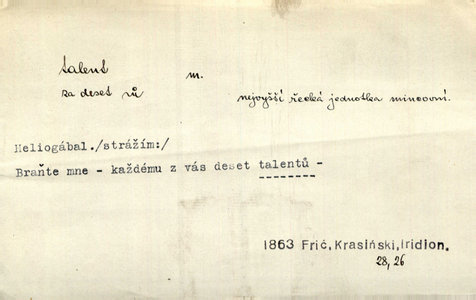 talent m.
za deset ů nejvyšší řecká jednotka mincovní.
Heliogábal./strážím:/
Braňte mne - každému z vás deset talentů -
1863 Frič, Krasiński, Iridion.
28, 26